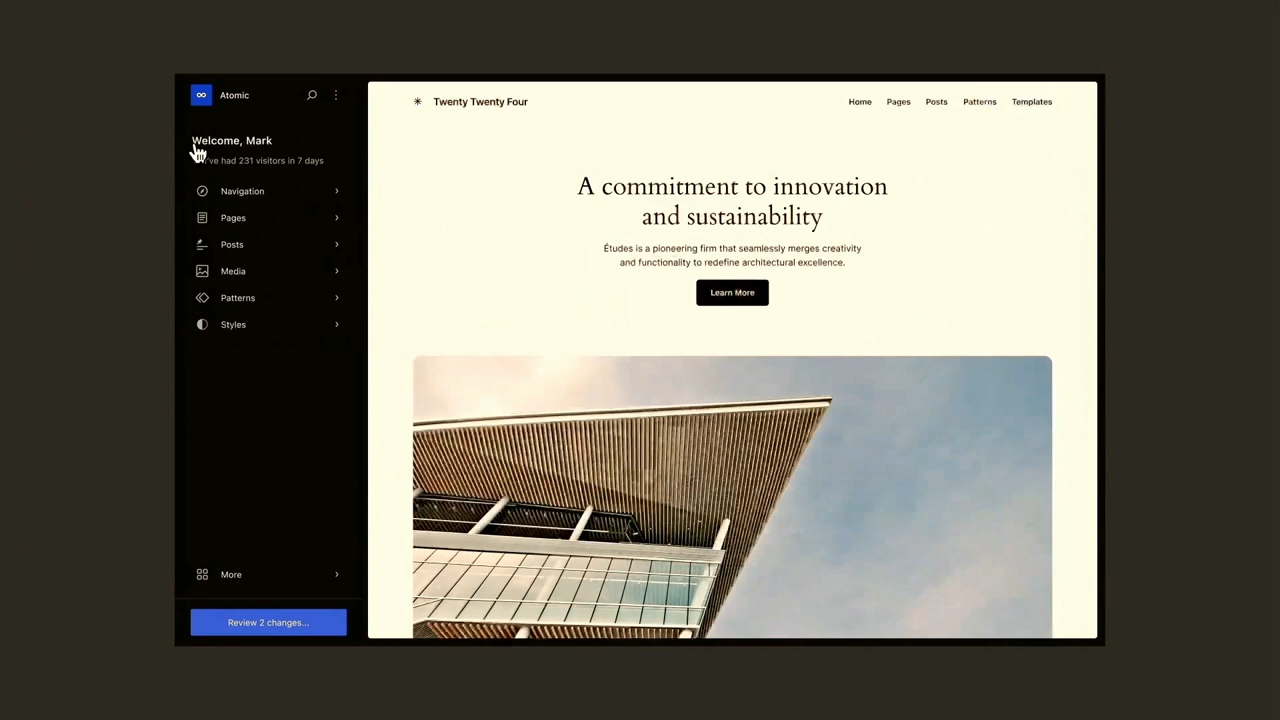 Atomic
Welcome, Mark
've had 231 visitors in 7 days
Navigation
Pages
Posts
Media
Patterns
Styles
More
Review 2 changes...
Twenty Twenty Four
Home Pages Posts Patterns Templates
A commitment to innovation
and sustainability
Études is a pioneering firm that seamlessly merges creativity
and functionality to redefine architectural excellence.
Learn More